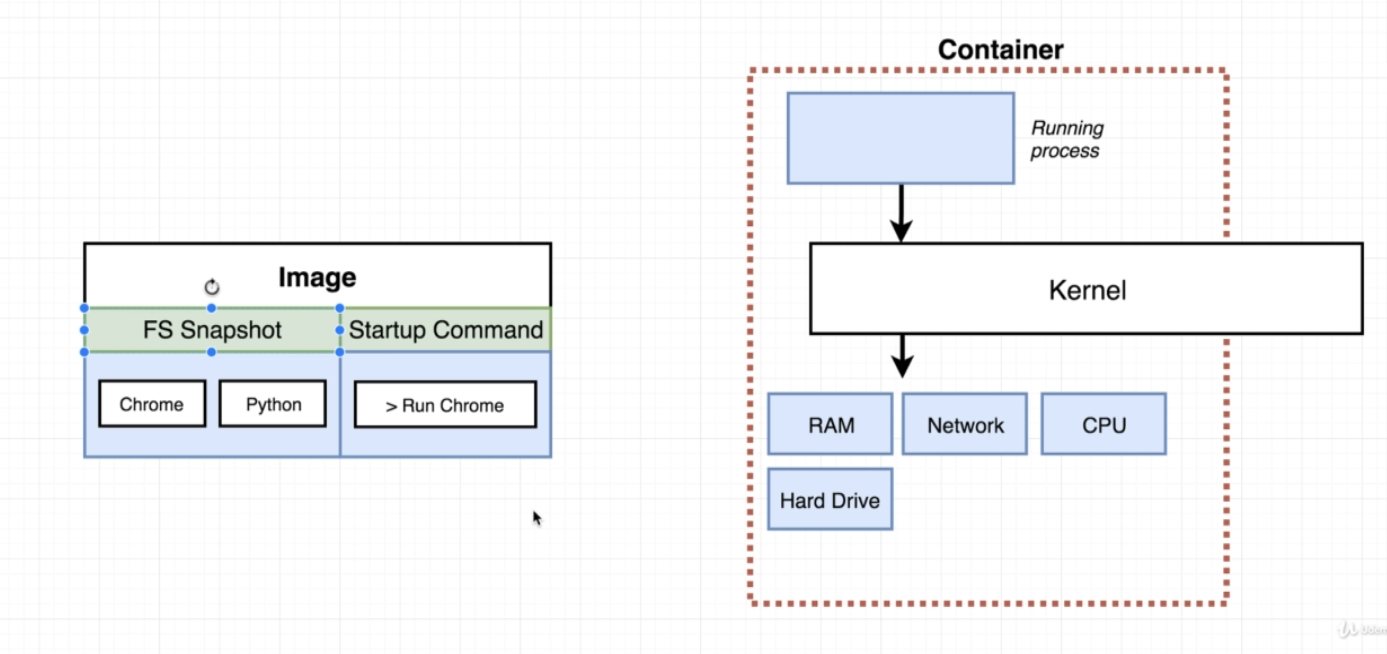 Container
Running
process
Image
Kernel
FS Snapshot
Startup Command
Chrome
Python
> Run Chrome
RAM
Network
CPU
Hard Drive